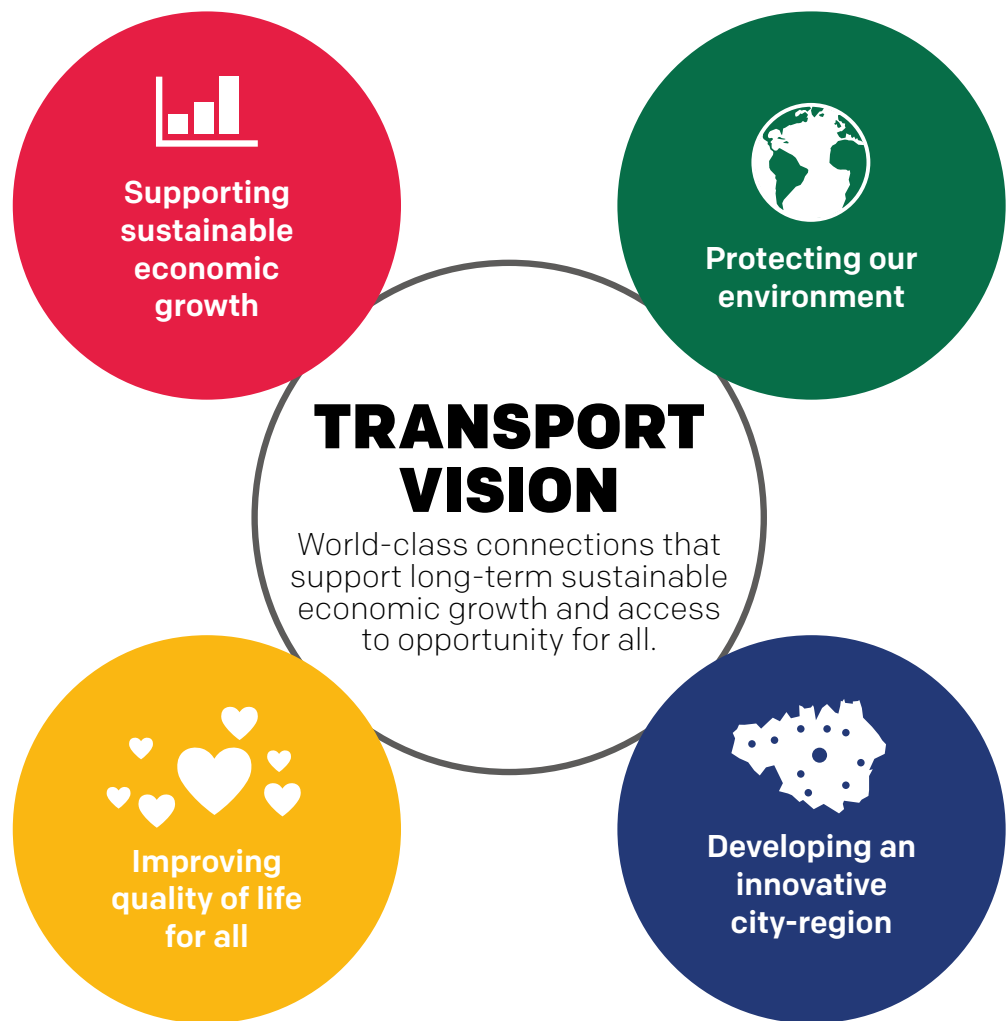 Supporting
sustainable
economic
growth
Protecting our
environment
TRANSPORT
VISION
World-class connections that
support long-term sustainable
economic growth and access
to opportunity for all.
Improving
quality of life
for all
Developing an
innovative
city-region